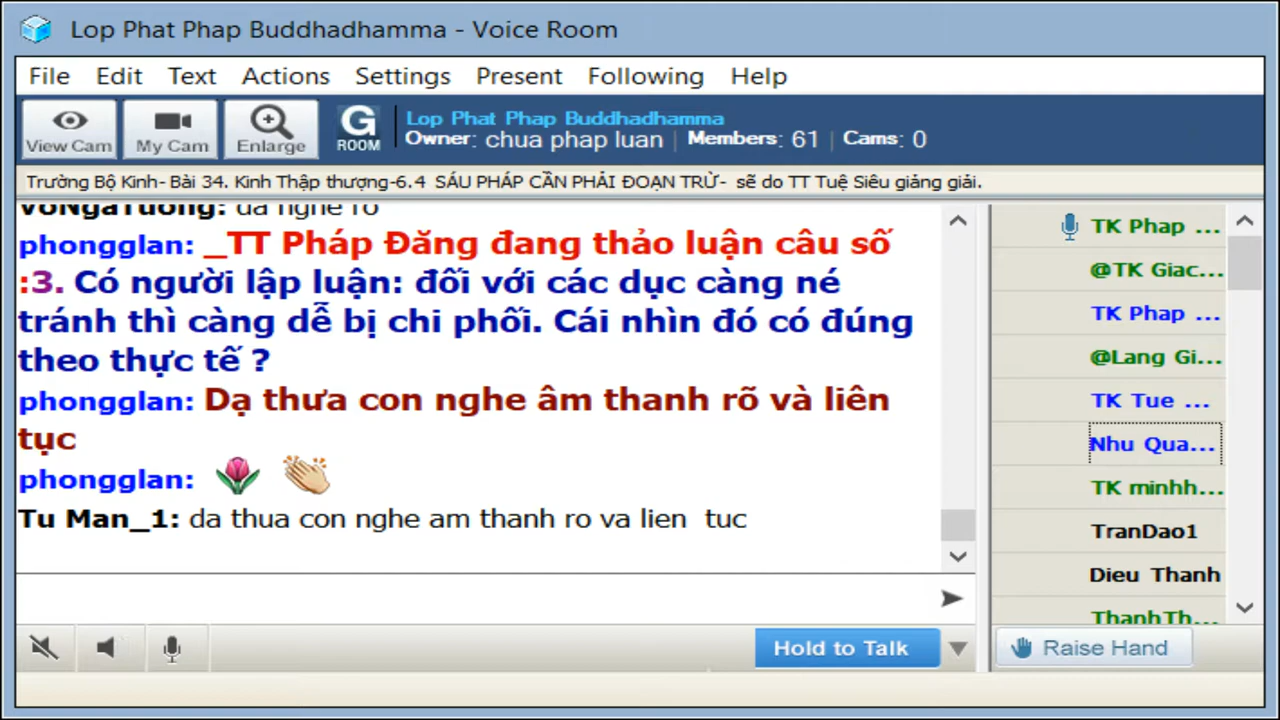 Lop Phat Phap Buddhadhamma - Voice Room
File Edit Text Actions Settings Present Following Help
View Cam My Cam Enlarge
G ROOM
Lop Phat Phap Buddhadhamma
Owner: chua phap luan | Members: 61 | Cams: 0
Trường Bộ Kinh- Bài 34. Kinh Thập thượng-6.4 SÁU PHÁP CẦN PHẢI ĐOẠN TRỪ- sẽ do TT Tuệ Siêu giảng giải.
VoNgaTuong: da nghe ro
phongglan: _TT Pháp Đăng đang thảo luận câu số
:3. Có người lập luận: đối với các dục càng né
tránh thì càng dễ bị chi phối. Cái nhìn đó có đúng
theo thực tế ?
phongglan: Dạ thưa con nghe âm thanh rõ và liên
tục
phongglan:
Tu Man_1: da thua con nghe am thanh ro va lien tuc
TK Phap ...
@TK Giac...
TK Phap ...
@Lang Gi...
TK Tue ...
Nhu Qua...
TK minhh...
TranDao1
Dieu Thanh
ThanhTh...
Hold to Talk
Raise Hand